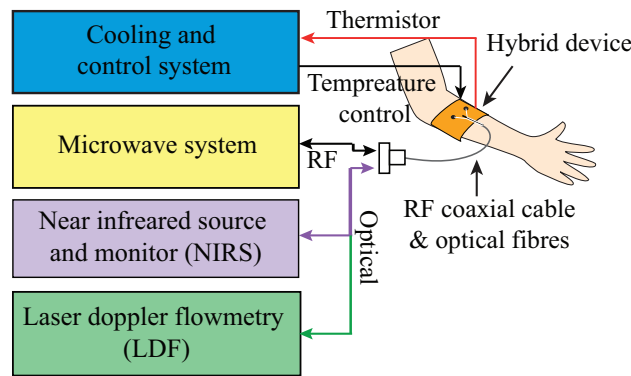 Cooling and
control system
Thermistor
Hybrid device
Tempreature
control
Microwave system
RF
RF coaxial cable
& optical fibres
Near infreared source
and monitor (NIRS)
Optical
Laser doppler flowmetry
(LDF)